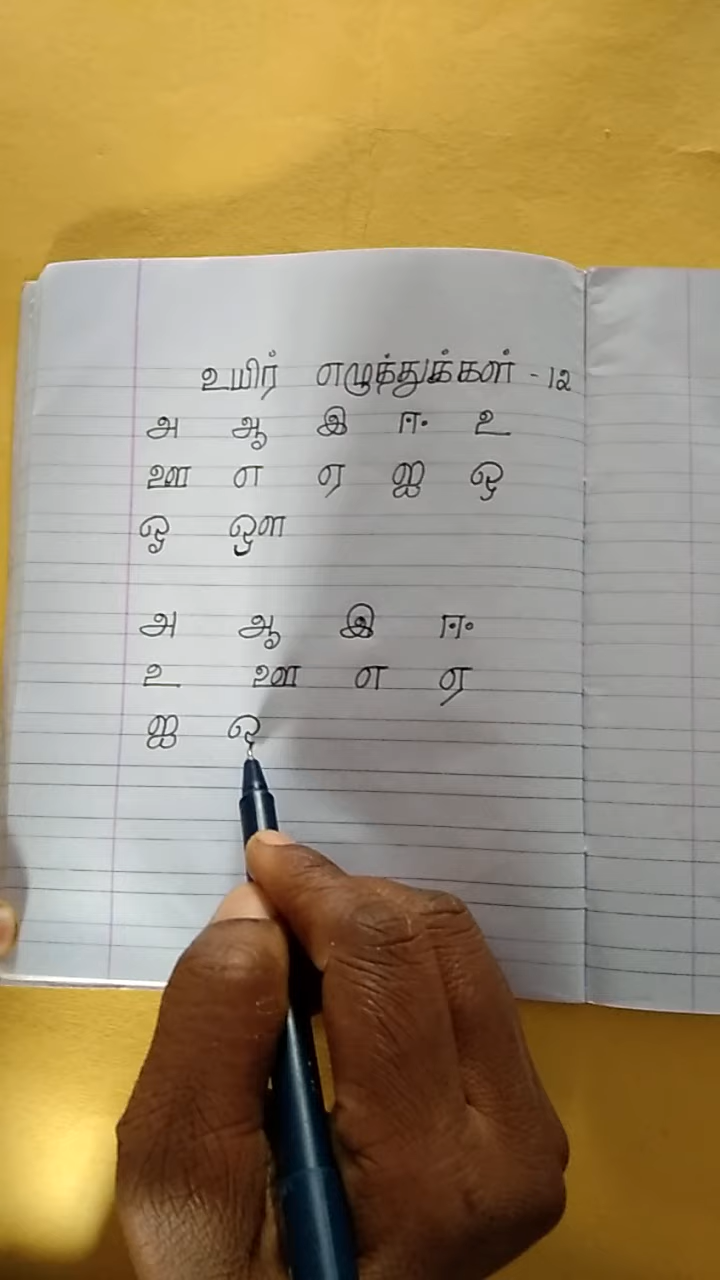 உயிர் எழுத்துக்கள் - 12
அ ஆ இ ஈ உ
ஊ எ ஏ ஐ ஒ
ஓ ஔ
அ ஆ இ ஈ
உ ஊ எ ஏ
ஐ ஒ